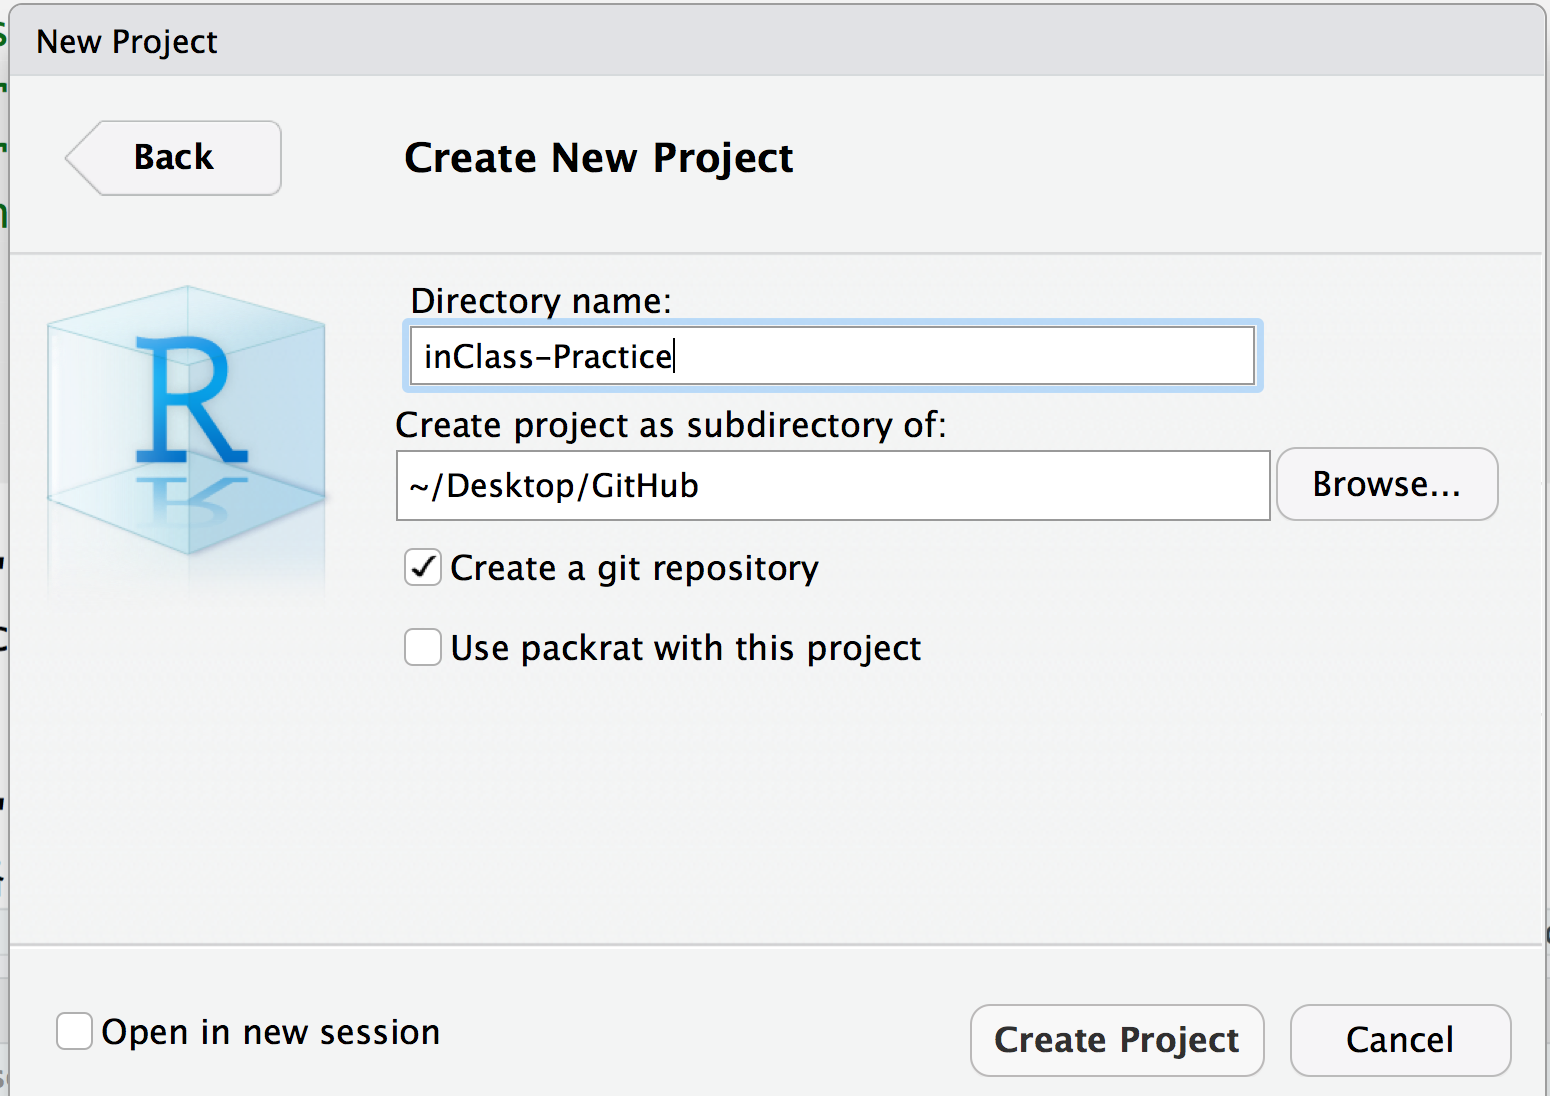 New Project
Back
Create New Project
R
Directory name:
inClass-Practice
Create project as subdirectory of:
~/Desktop/GitHub
Browse...
Create a git repository
Use packrat with this project
Open in new session
Create Project
Cancel